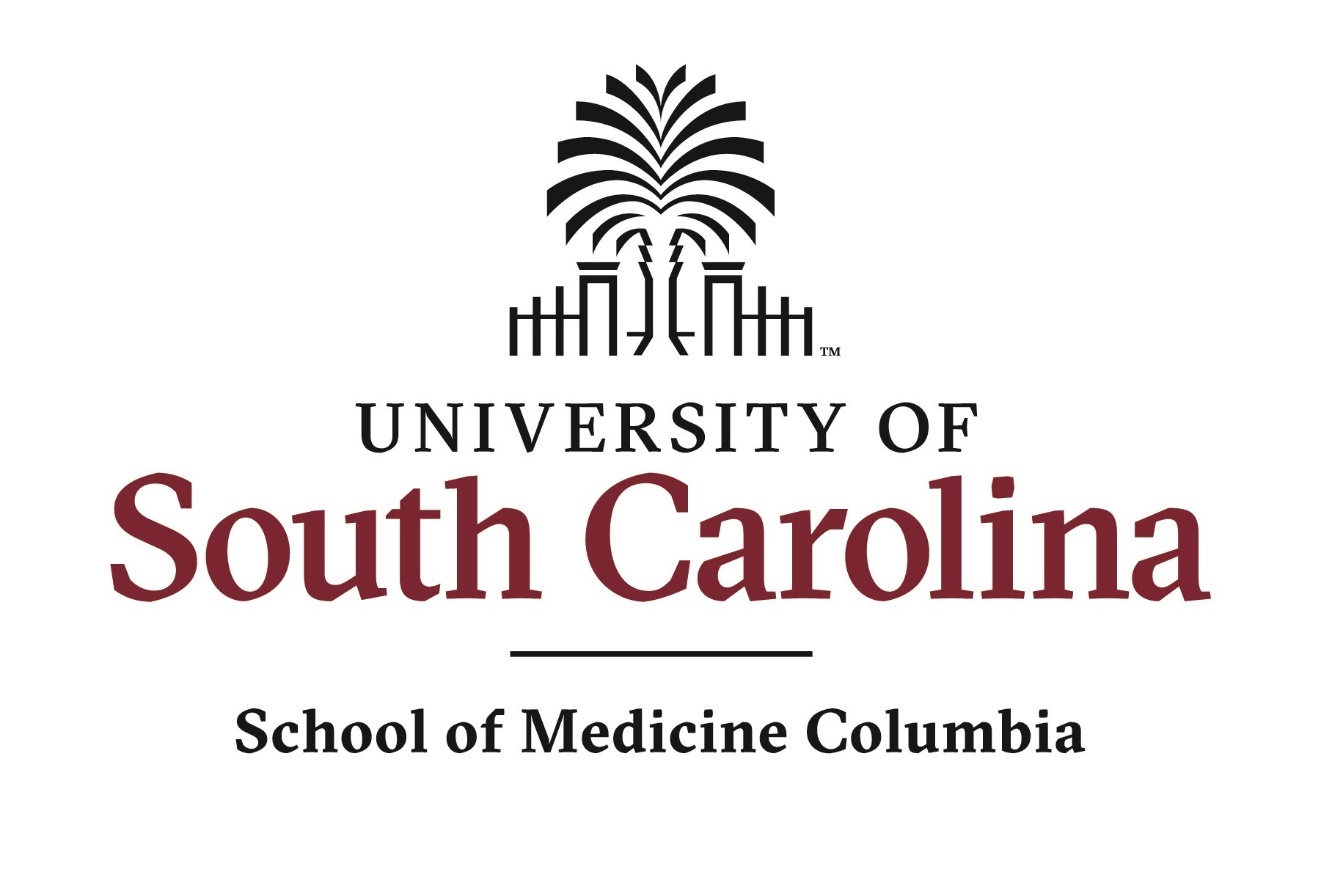 ™
UNIVERSITY OF
South Carolina
School of Medicine Columbia